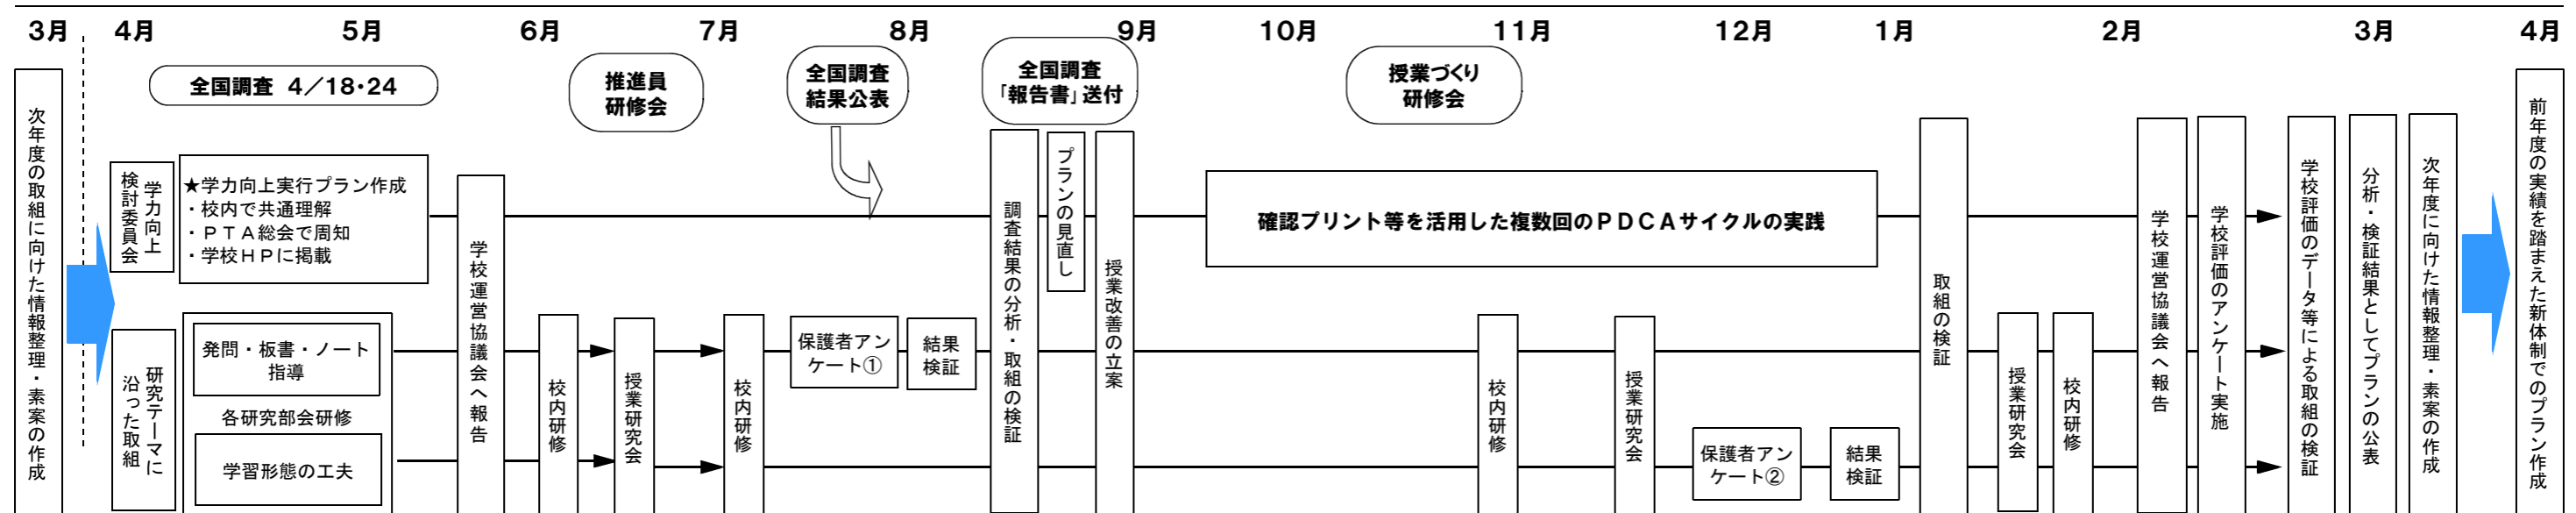 3月 4月 5月 6月 7月 8月 9月 10月 11月 12月 1月 2月 3月 4月
全国調査 4／18・24
推進員
研修会
全国調査
結果公表
全国調査
「報告書」送付
授業づくり
研修会
次年度の取組に向けた情報整理・素案の作成
学力向上
検討委員会
★学力向上実行プラン作成
・校内で共通理解
・ＰＴＡ総会で周知
・学校ＨＰに掲載
研究テーマに
沿った取組
発問・板書・ノート
指導
各研究部会研修
学習形態の工夫
学校運営協議会へ報告
校内研修
授業研究会
校内研修
保護者アン
ケート①
結果
検証
調査結果の分析・取組の検証
プランの見直し
授業改善の立案
確認プリント等を活用した複数回のＰＤＣＡサイクルの実践
校内研修
授業研究会
保護者アン
ケート②
結果
検証
取組の検証
授業研究会
校内研修
学校運営協議会へ報告
学校評価のアンケート実施
学校評価のデータ等による取組の検証
分析・検証結果としてプランの公表
次年度に向けた情報整理・素案の作成
前年度の実績を踏まえた新体制でのプラン作成